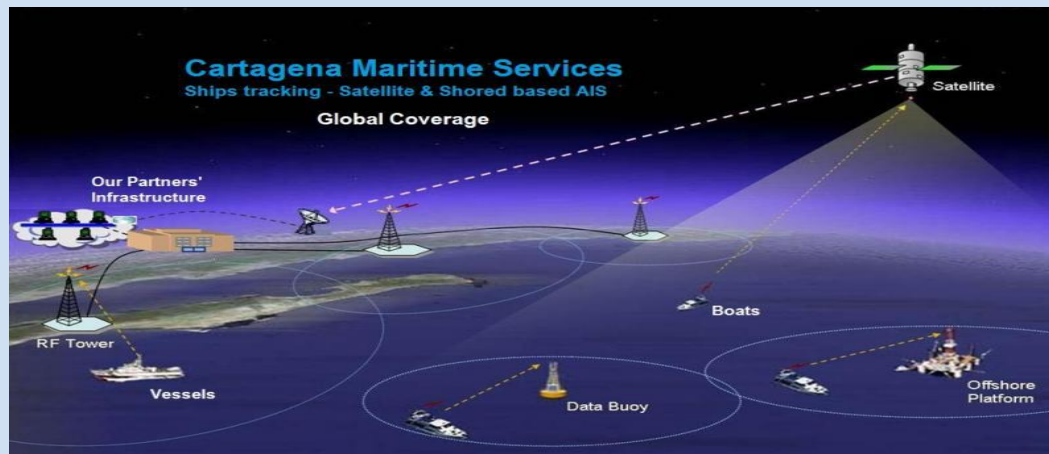 Cartagena Maritime Services
Ships tracking - Satellite & Shored based AIS
Global Coverage
Satellite
Our Partners'
Infrastructure
Boats
RF Tower
Vessels
Data Buoy
Offshore
Platform